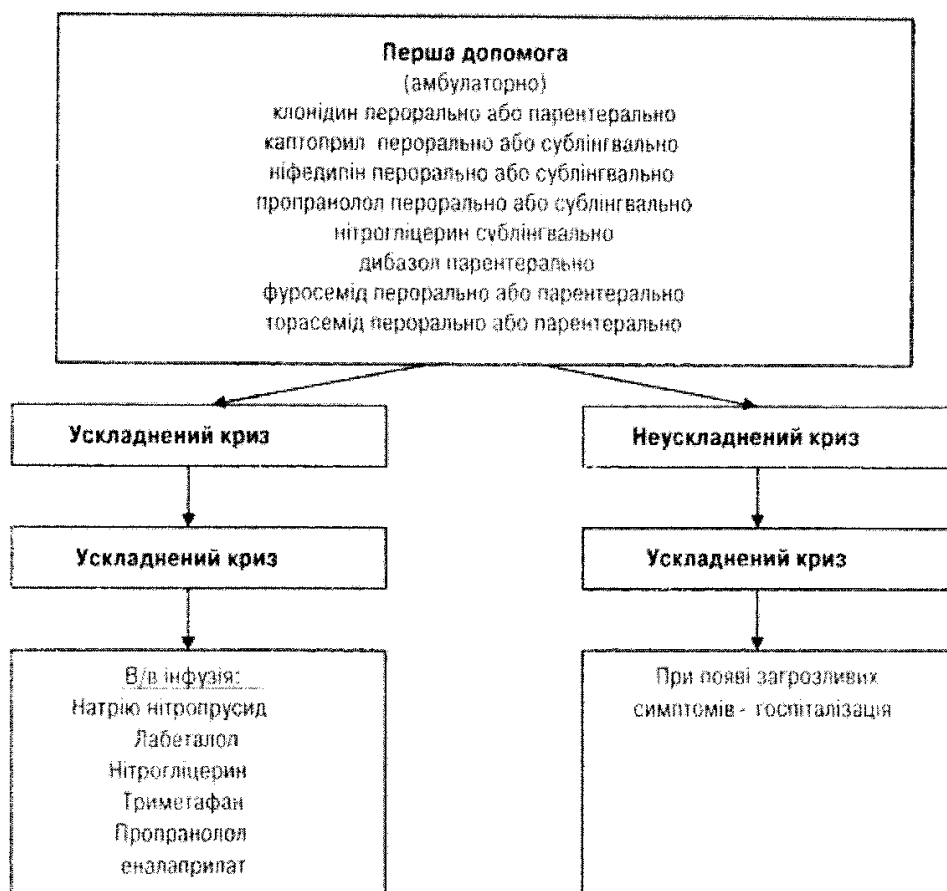 Перша допомога
(амбулаторно)
клонідин перорально або парентерально
каптоприл перорально або сублінгвально
ніфедипін перорально або сублінгвально
пропранолол перорально або сублінгвально
нітрогліцерин сублінгвально
дибазол парентерально
фуросемід перорально або парентерально
торасемід перорально або парентерально
Ускладнений криз
Неускладнений криз
Ускладнений криз
Ускладнений криз
В/в інфузія:
Натрію нітропрусид
Лабеталол
Нітрогліцерин
Триметафан
Пропранолол
еналаприлат
При появі загрозливих
симптомів - госпіталізація